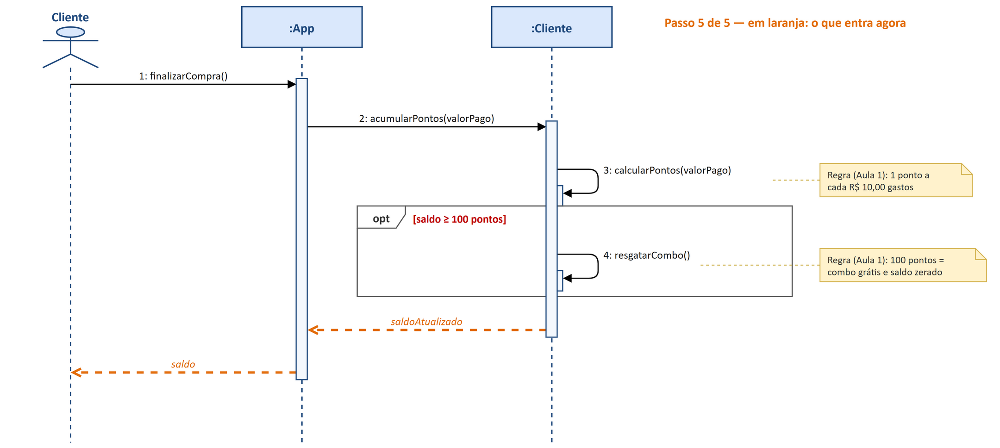 Cliente
:App
:Cliente
Passo 5 de 5 — em laranja: o que entra agora
1: finalizarCompra()
2: acumularPontos(valorPago)
3: calcularPontos(valorPago)
Regra (Aula 1): 1 ponto a
cada R$ 10,00 gastos
opt
[saldo ≥ 100 pontos]
4: resgatarCombo()
Regra (Aula 1): 100 pontos =
combo grátis e saldo zerado
saldoAtualizado
saldo